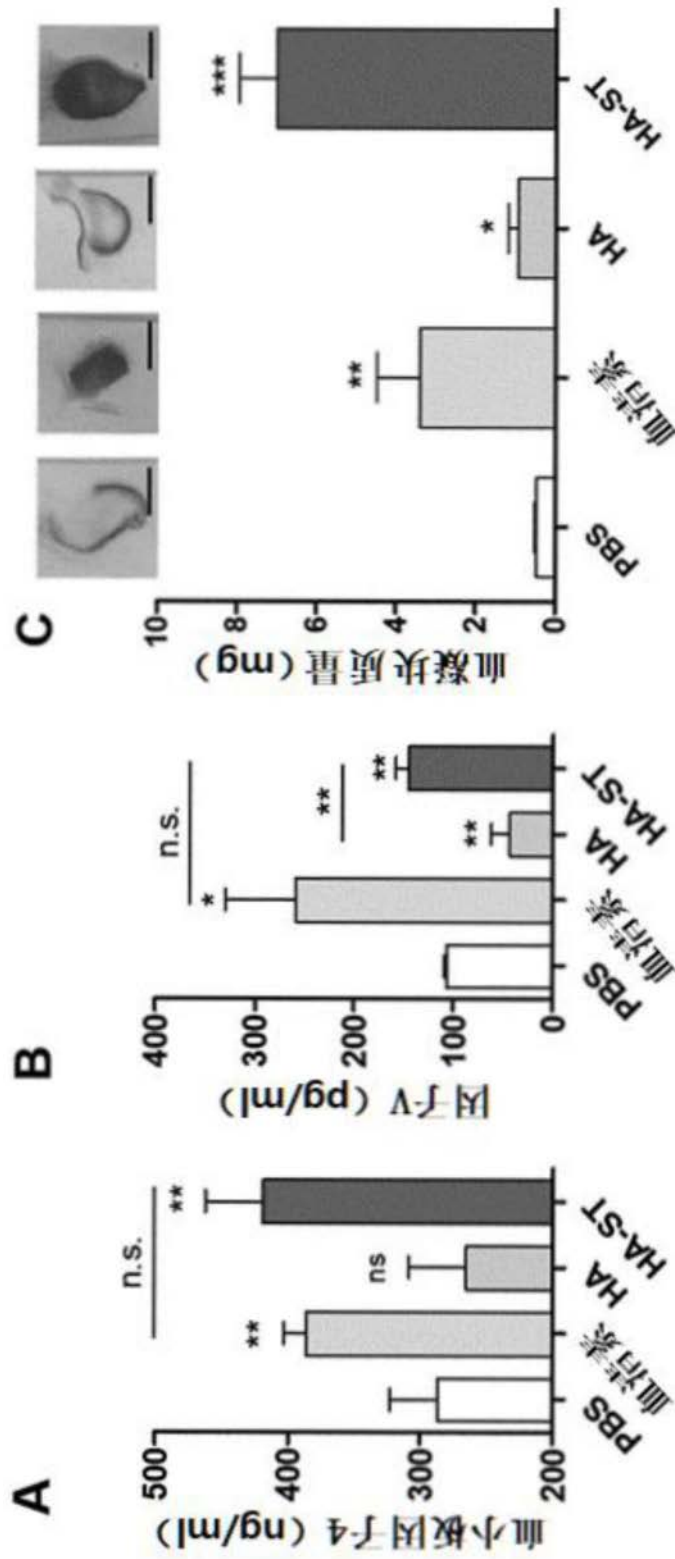 A
血小板因子4 (ng/ml)
500
400
300
200
n.s.
**
ns
**
PBS
血清素
HA
HA-ST
B
因子V (pg/ml)
400
300
200
100
0
n.s.
**
*
**
**
PBS
血清素
HA
HA-ST
C
血凝块质量 (mg)
10
8
6
4
2
0
**
*
***
PBS
血清素
HA
HA-ST